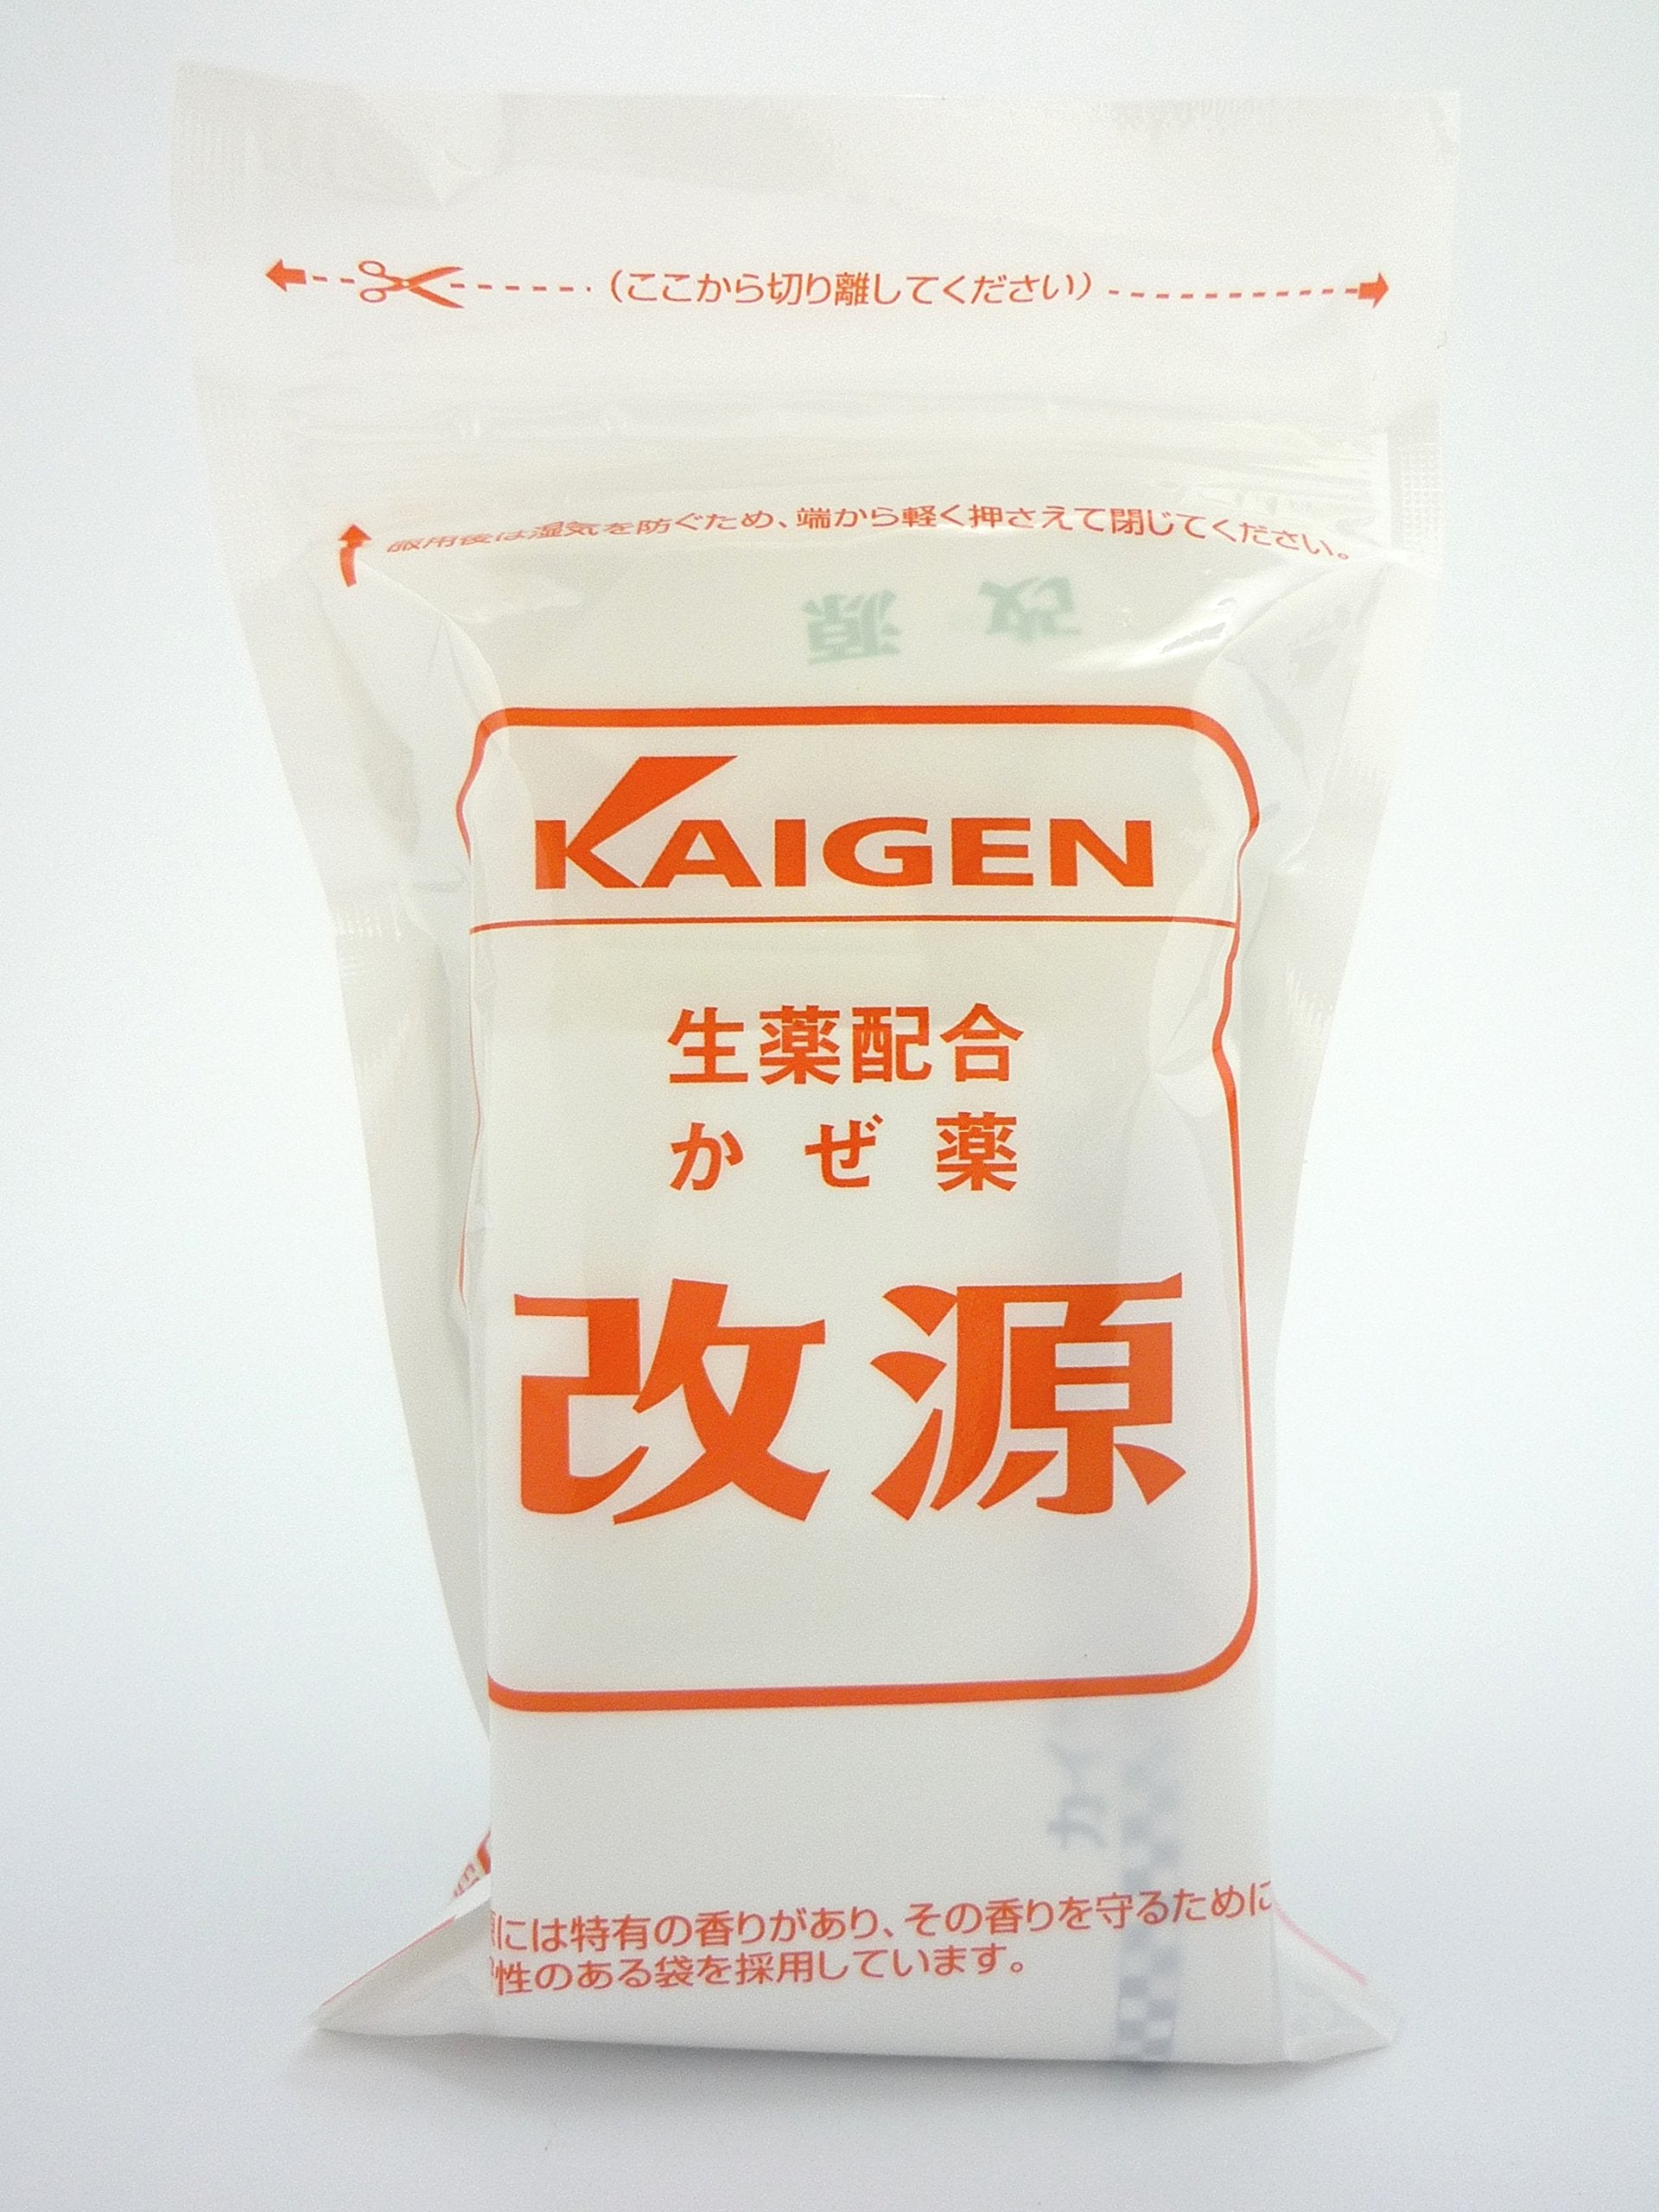 (ここから切り離してください)
服用後は湿気を防ぐため、端から軽く押さえて閉じてください。
改源
KAIGEN
生薬配合
かぜ薬
改源
カイ
には特有の香りがあり、その香りを守るために
性のある袋を採用しています。